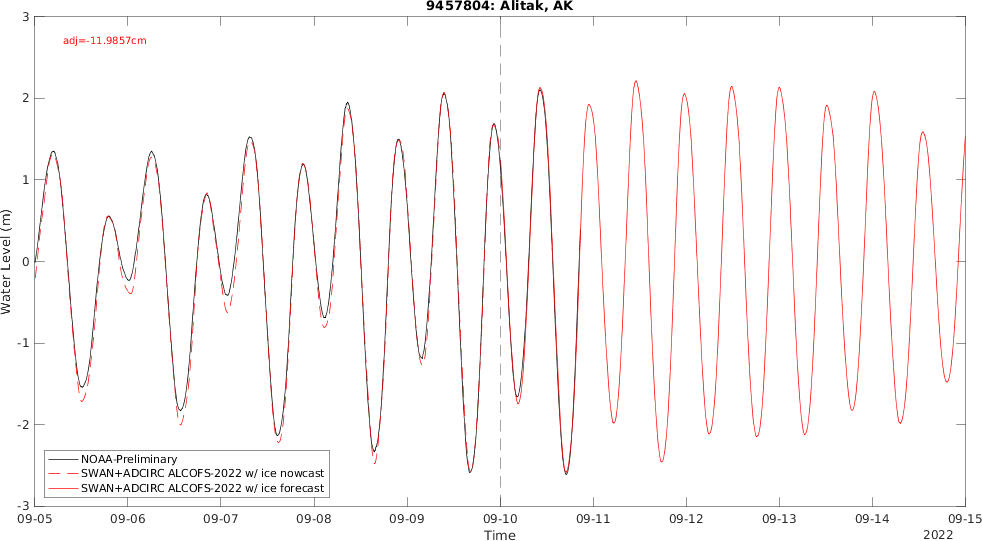 9457804: Alitak, AK
adj=-11.9857cm
3
2
1
0
-1
-2
-3
Water Level (m)
NOAA-Preliminary
SWAN+ADCIRC ALCOFS-2022 w/ ice nowcast
SWAN+ADCIRC ALCOFS-2022 w/ ice forecast
09-05 09-06 09-07 09-08 09-09 09-10 09-11 09-12 09-13 09-14 09-15
Time
2022